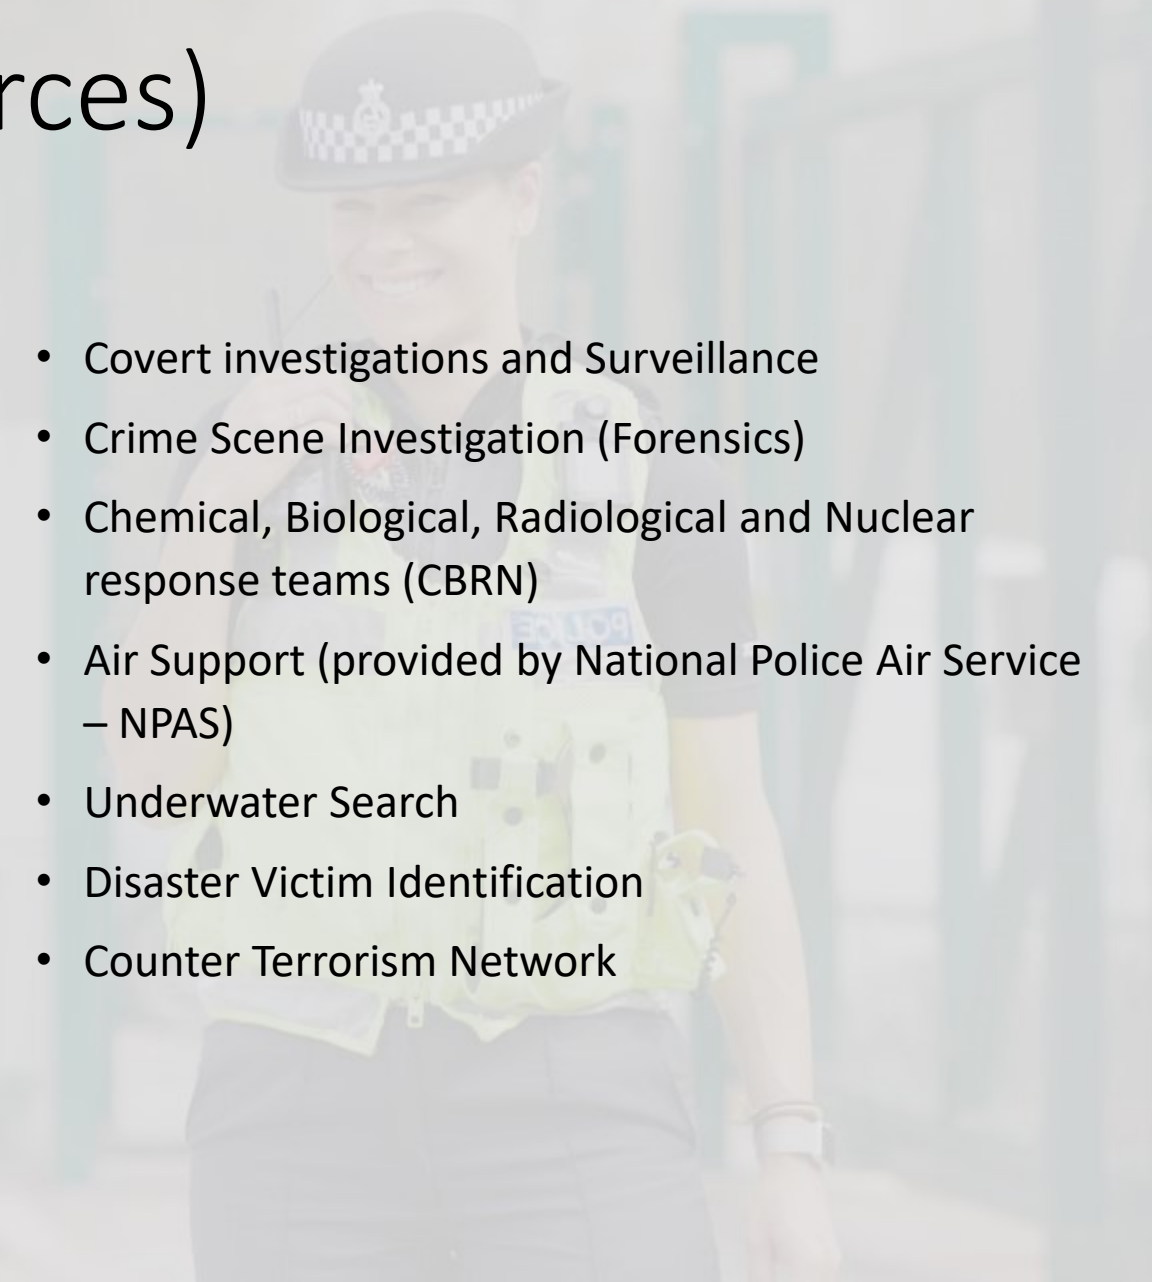 rces)
• Covert investigations and Surveillance
• Crime Scene Investigation (Forensics)
• Chemical, Biological, Radiological and Nuclear
response teams (CBRN)
• Air Support (provided by National Police Air Service
– NPAS)
• Underwater Search
• Disaster Victim Identification
• Counter Terrorism Network
POLICE